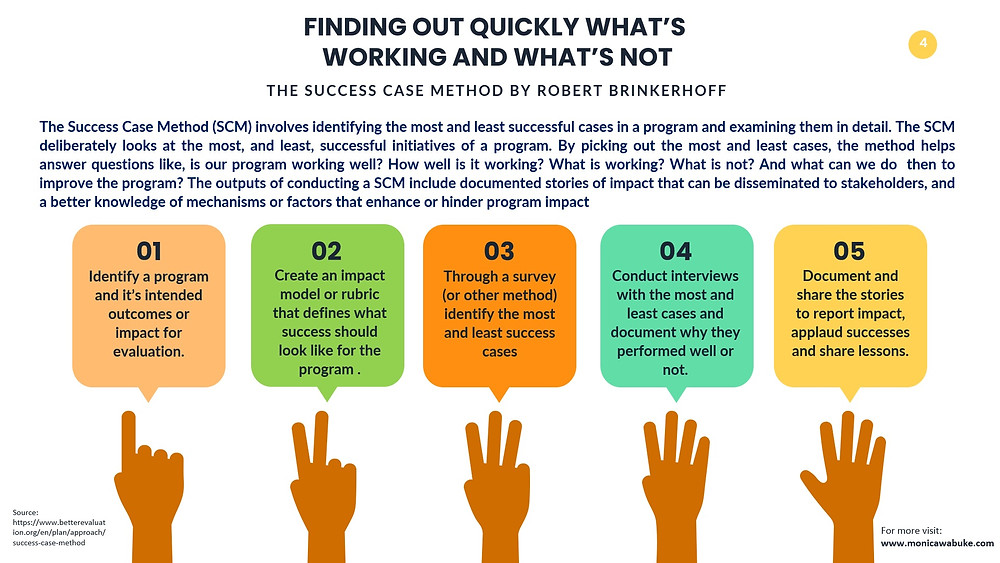 FINDING OUT QUICKLY WHAT'S
WORKING AND WHAT'S NOT
4
THE SUCCESS CASE METHOD BY ROBERT BRINKERHOFF
The Success Case Method (SCM) involves identifying the most and least successful cases in a program and examining them in detail. The SCM
deliberately looks at the most, and least, successful initiatives of a program. By picking out the most and least cases, the method helps
answer questions like, is our program working well? How well is it working? What is working? What is not? And what can we do  then to
improve the program? The outputs of conducting a SCM include documented stories of impact that can be disseminated to stakeholders, and
a better knowledge of mechanisms or factors that enhance or hinder program impact
01
Identify a program
and it's intended
outcomes or
impact for
evaluation.
02
Create an impact
model or rubric
that defines what
success should
look like for the
program .
03
Through a survey
(or other method)
identify the most
and least success
cases
04
Conduct interviews
with the most and
least cases and
document why they
performed well or
not.
05
Document and
share the stories
to report impact,
applaud successes
and share lessons.
Source:
https://www.betterevaluat
ion.org/en/plan/approach/
success-case-method
For more visit:
www.monicawabuke.com